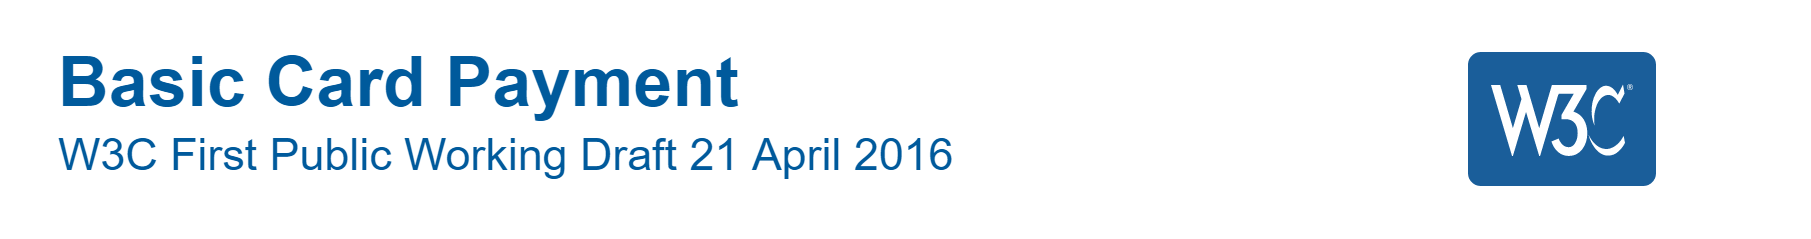 Basic Card Payment
W3C First Public Working Draft 21 April 2016
W3C®